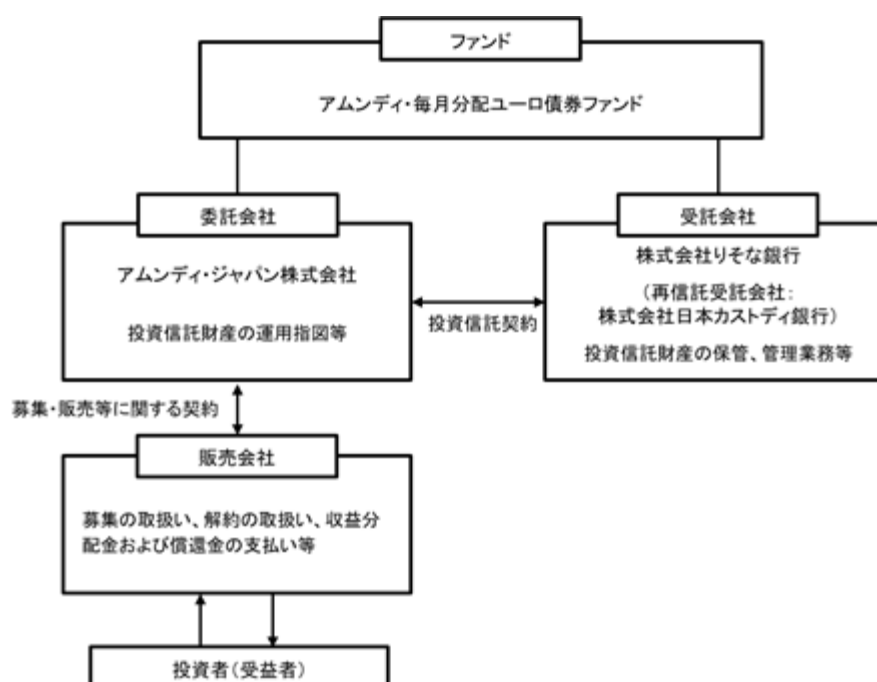 ファンド
アムンディ・毎月分配ユーロ債券ファンド
委託会社
アムンディ・ジャパン株式会社
投資信託財産の運用指図等
投資信託契約
受託会社
株式会社りそな銀行
（再信託受託会社：
株式会社日本カストディ銀行）
投資信託財産の保管、管理業務等
募集・販売等に関する契約
販売会社
募集の取扱い、解約の取扱い、収益分
配金および償還金の支払い等
投資者（受益者）